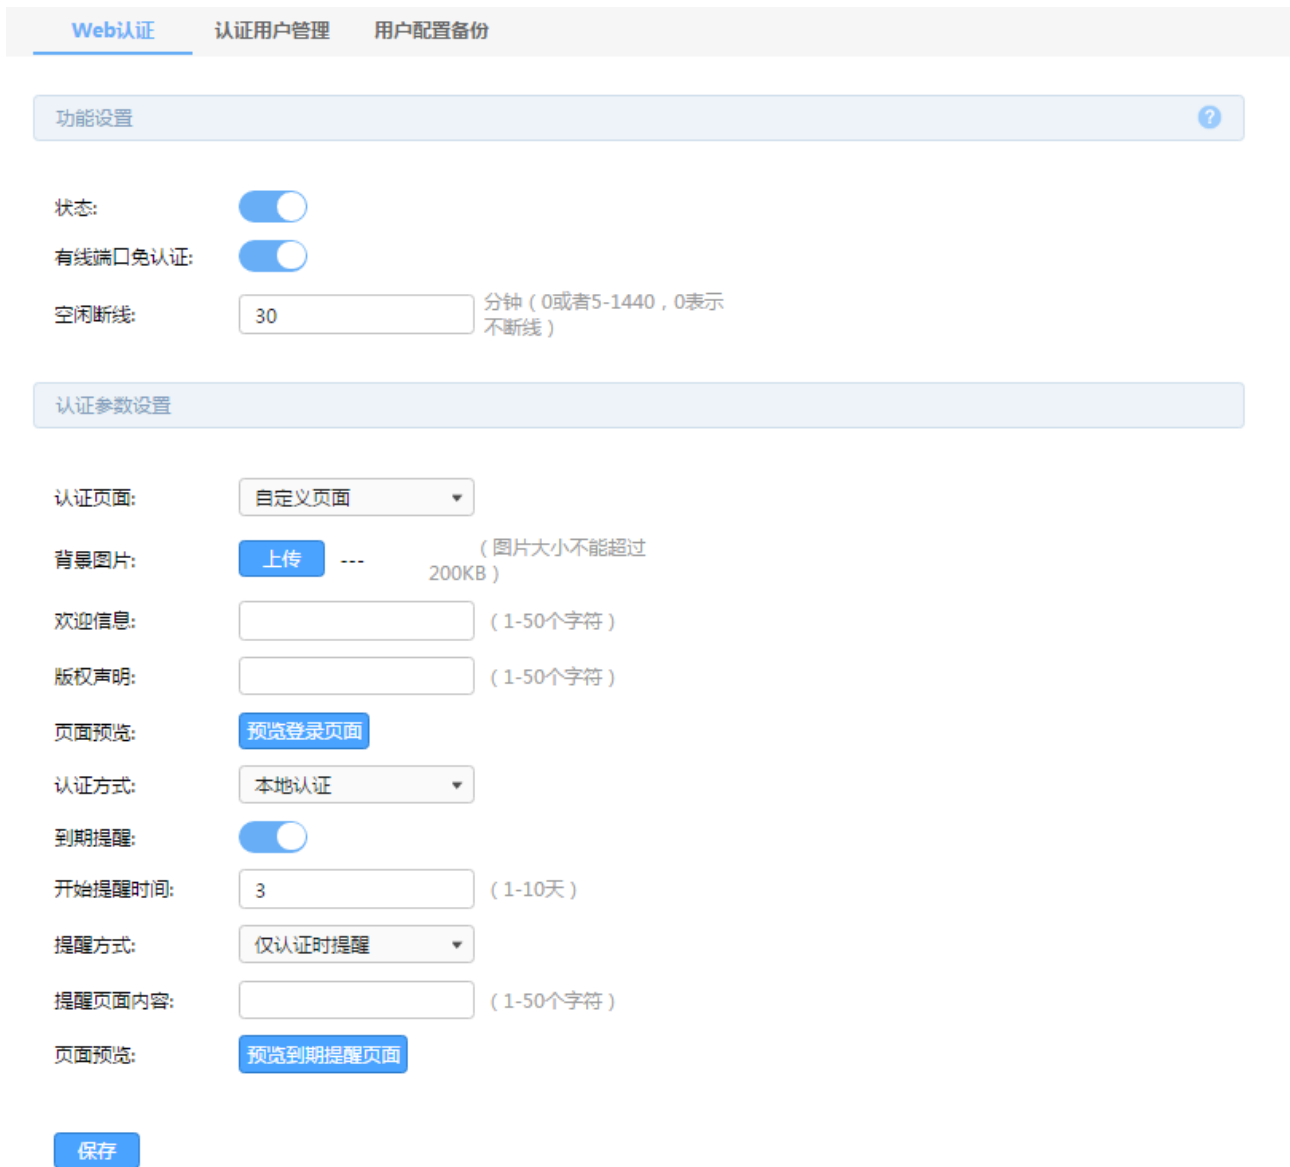 Web认证 认证用户管理 用户配置备份
功能设置 ?
状态:
有线端口免认证:
空闲断线: 30 分钟（0或者5-1440，0表示
不断线）
认证参数设置
认证页面: 自定义页面
背景图片: 上传 --- （图片大小不能超过
200KB）
欢迎信息: （1-50个字符）
版权声明: （1-50个字符）
页面预览: 预览登录页面
认证方式: 本地认证
到期提醒:
开始提醒时间: 3 （1-10天）
提醒方式: 仅认证时提醒
提醒页面内容: （1-50个字符）
页面预览: 预览到期提醒页面
保存